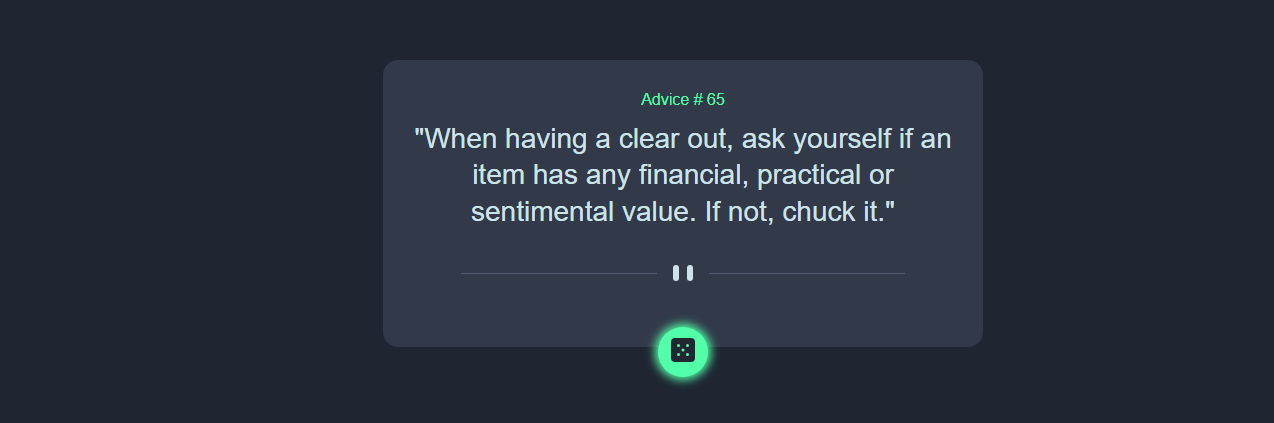 Advice # 65
"When having a clear out, ask yourself if an
item has any financial, practical or
sentimental value. If not, chuck it."